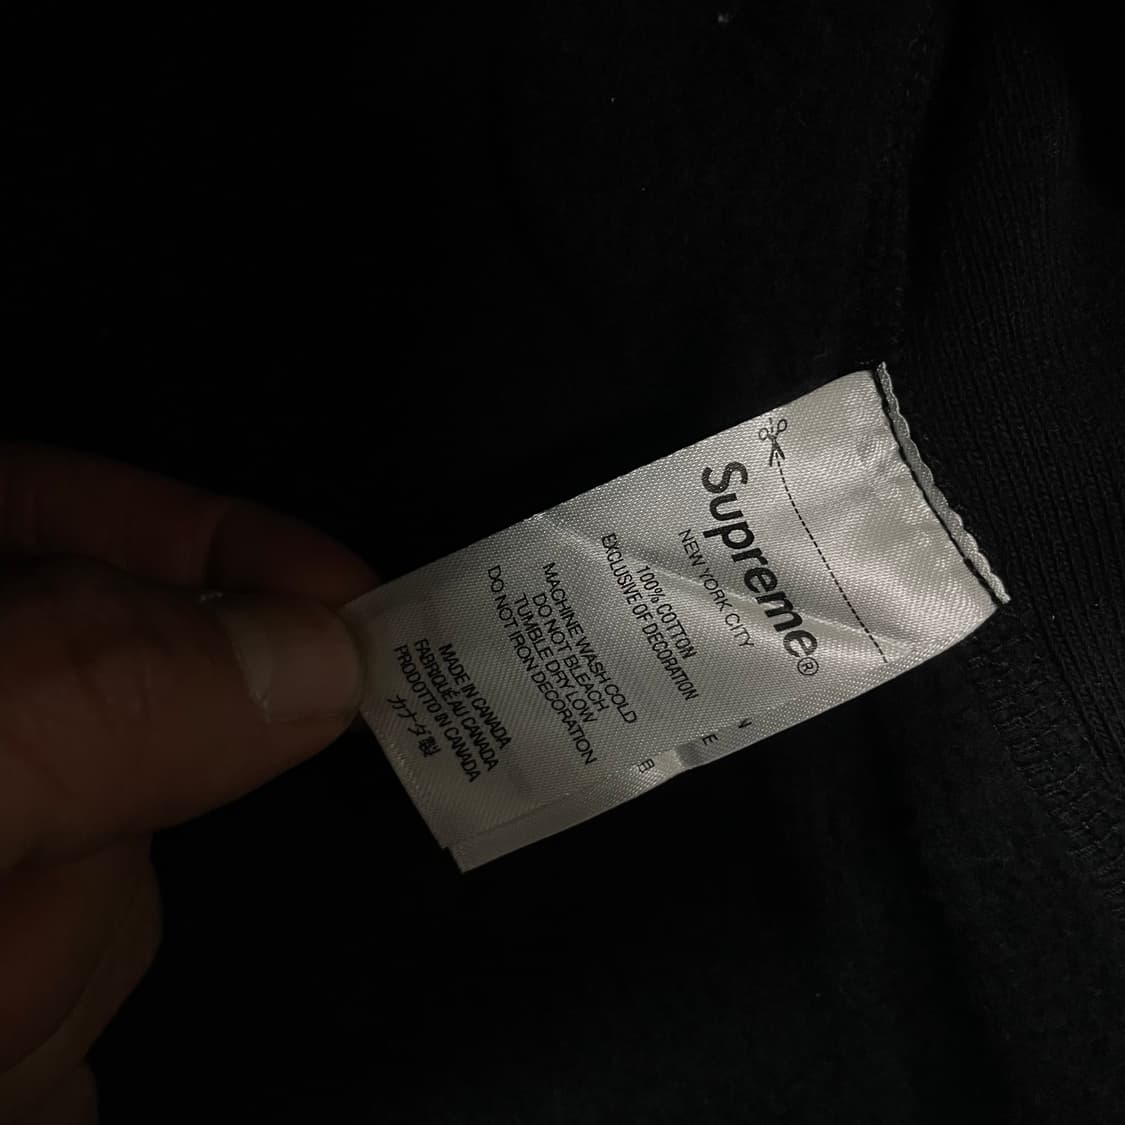 Supreme®
NEW YORK CITY
100% COTTON
EXCLUSIVE OF DECORATION
MACHINE WASH COLD
DO NOT BLEACH
TUMBLE DRY LOW
DO NOT IRON DECORATION
MADE IN CANADA
FABRIQUÉ AU CANADA
PRODOTTO IN CANADA
カナダ製
N
E
B